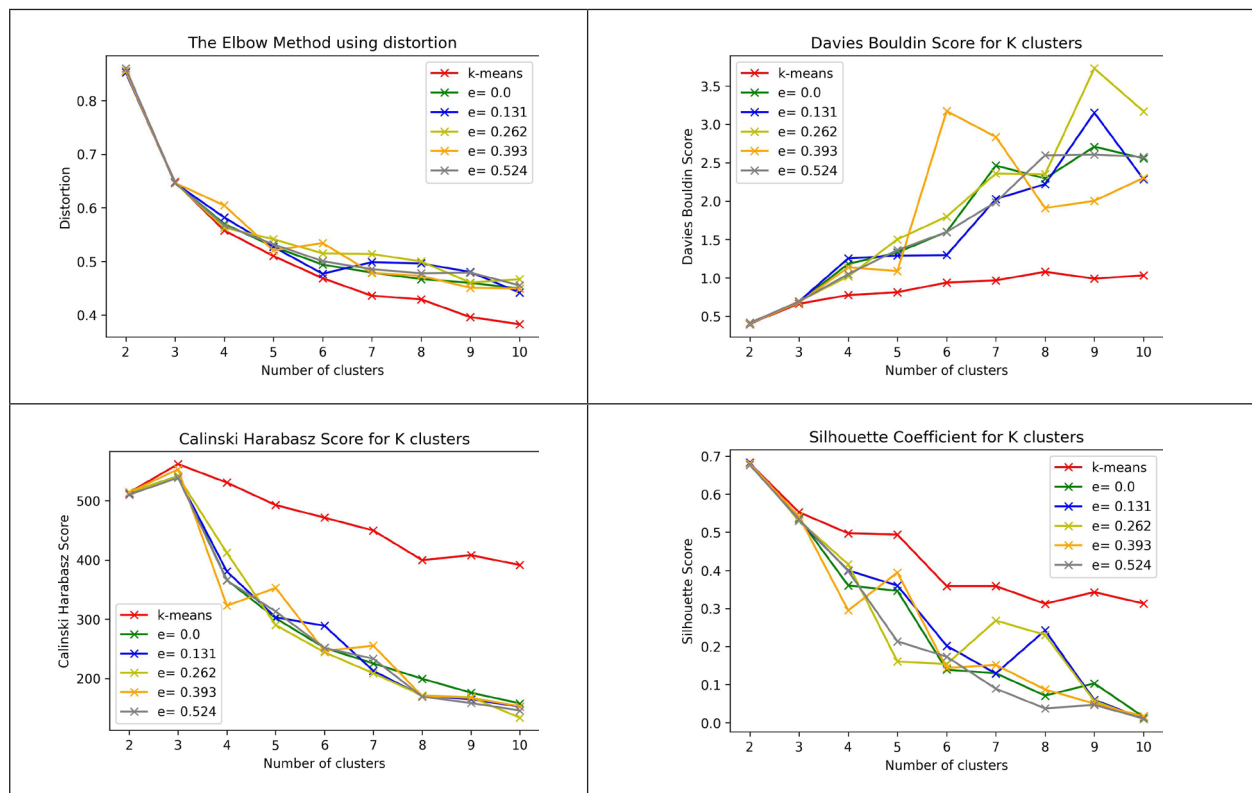 The Elbow Method using distortion
Distortion
0.8
0.7
0.6
0.5
0.4
k-means
e= 0.0
e= 0.131
e= 0.262
e= 0.393
e= 0.524
2 3 4 5 6 7 8 9 10
Number of clusters
Davies Bouldin Score for K clusters
Davies Bouldin Score
3.5
3.0
2.5
2.0
1.5
1.0
0.5
k-means
e= 0.0
e= 0.131
e= 0.262
e= 0.393
e= 0.524
2 3 4 5 6 7 8 9 10
Number of clusters
Calinski Harabasz Score for K clusters
Calinski Harabasz Score
500
400
300
200
k-means
e= 0.0
e= 0.131
e= 0.262
e= 0.393
e= 0.524
2 3 4 5 6 7 8 9 10
Number of clusters
Silhouette Coefficient for K clusters
Silhouette Score
0.7
0.6
0.5
0.4
0.3
0.2
0.1
0.0
k-means
e= 0.0
e= 0.131
e= 0.262
e= 0.393
e= 0.524
2 3 4 5 6 7 8 9 10
Number of clusters